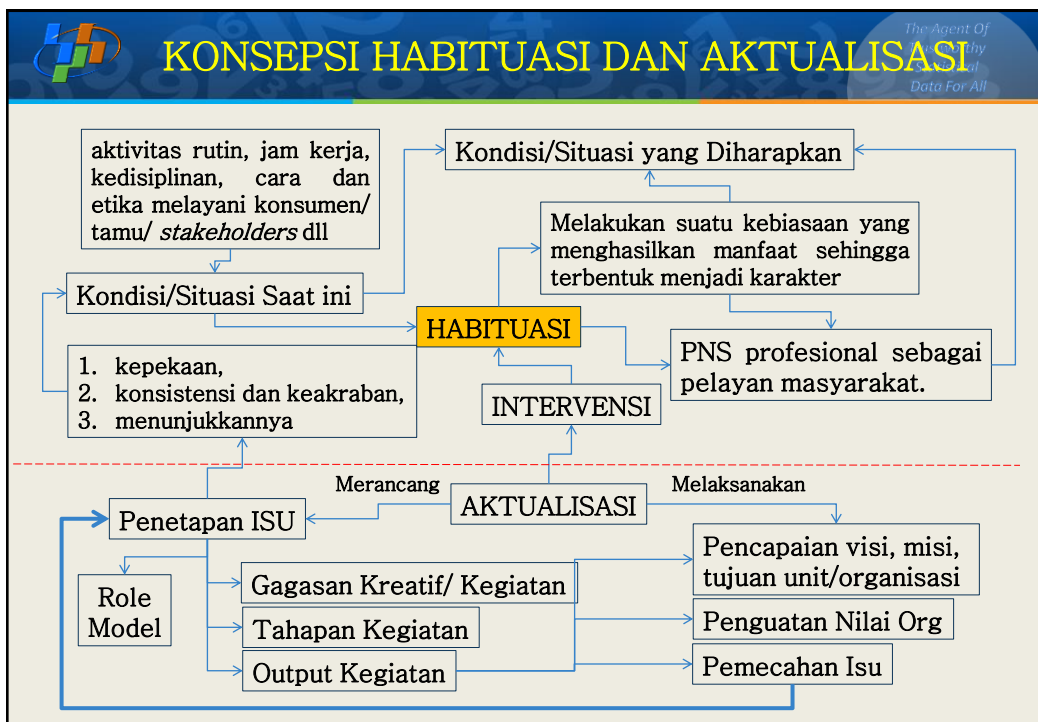 The Agent Of
Trustworthy
Statistical
Data For All
KONSEPSI HABITUASI DAN AKTUALISASI
aktivitas rutin, jam kerja,
kedisiplinan, cara dan
etika melayani konsumen/
tamu/ stakeholders dll
Kondisi/Situasi yang Diharapkan
Melakukan suatu kebiasaan yang
menghasilkan manfaat sehingga
terbentuk menjadi karakter
Kondisi/Situasi Saat ini
HABITUASI
1. kepekaan,
2. konsistensi dan keakraban,
3. menunjukkannya
PNS profesional sebagai
pelayan masyarakat.
INTERVENSI
Merancang
AKTUALISASI
Melaksanakan
Penetapan ISU
Role
Model
Gagasan Kreatif/ Kegiatan
Tahapan Kegiatan
Output Kegiatan
Pencapaian visi, misi,
tujuan unit/organisasi
Penguatan Nilai Org
Pemecahan Isu